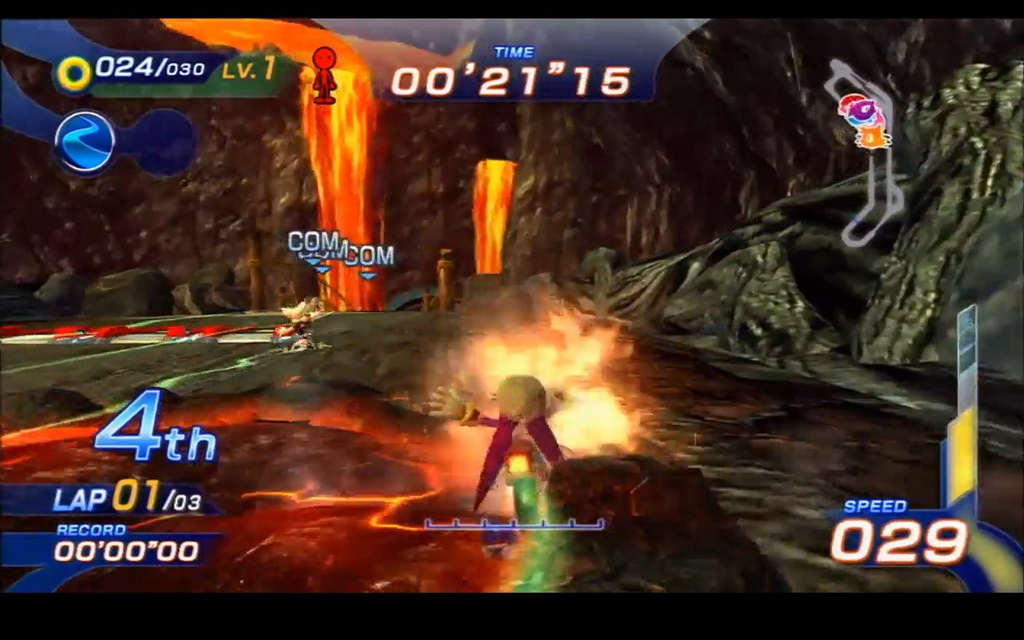 024/030 LV.1
TIME
00'21"15
COM COM
4th
LAP 01/03
RECORD
00'00"00
SPEED
029